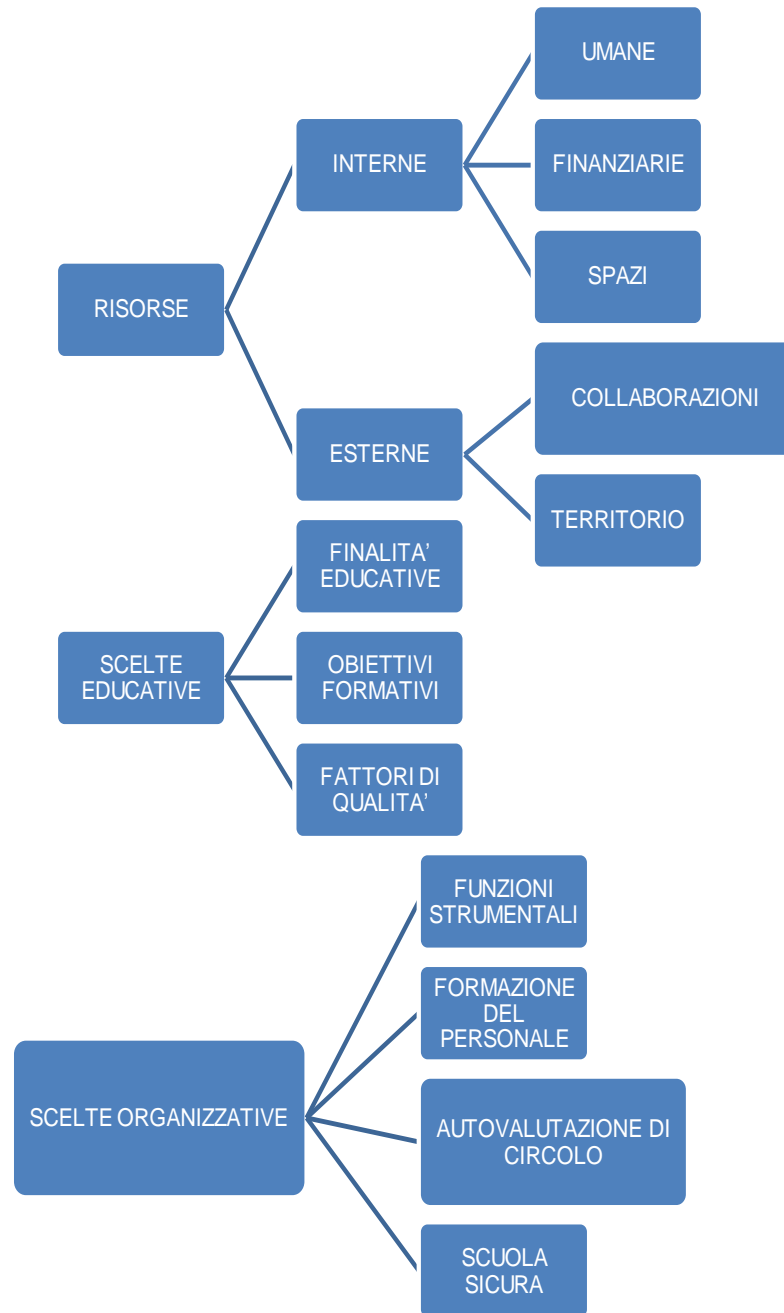 UMANE
INTERNE
FINANZIARIE
SPAZI
RISORSE
COLLABORAZIONI
ESTERNE
TERRITORIO
FINALITA’
EDUCATIVE
SCELTE
EDUCATIVE
OBIETTIVI
FORMATIVI
FATTORI DI
QUALITA’
FUNZIONI
STRUMENTALI
FORMAZIONE
DEL
PERSONALE
SCELTE ORGANIZZATIVE
AUTOVALUTAZIONE DI
CIRCOLO
SCUOLA
SICURA